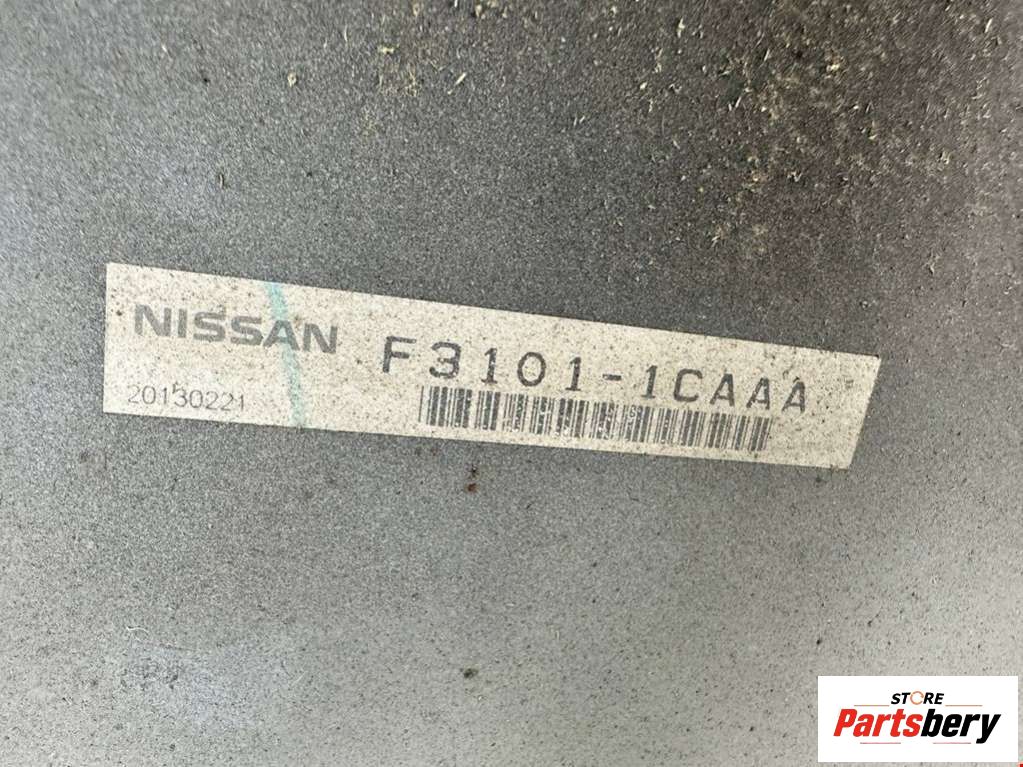 NISSAN F3101-1CAAA
20130221
STORE
Partsbery